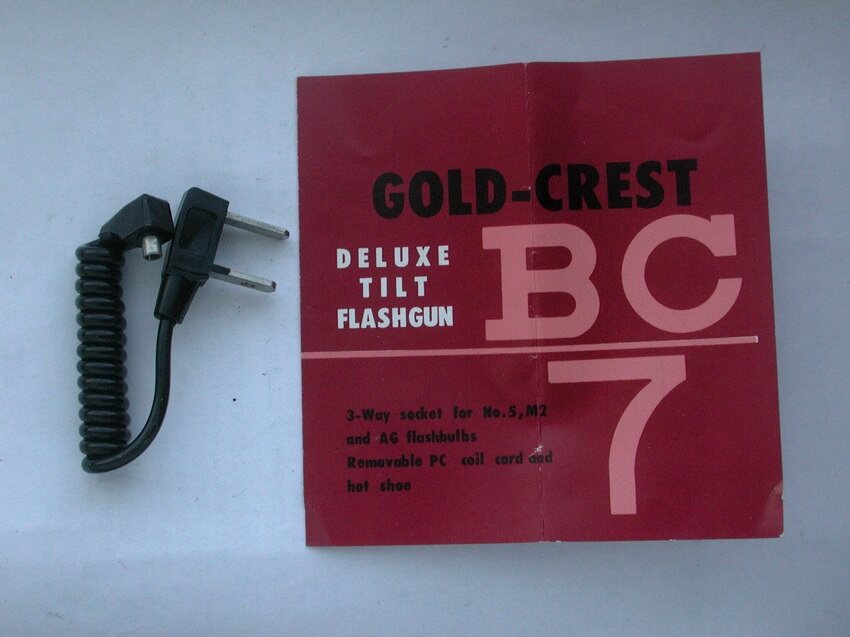 GOLD-CREST
DELUXE
TILT
FLASHGUN
BC
7
3-Way socket for No.5, M2
and AG flashbulbs
Removable PC coil cord and
hot shoe